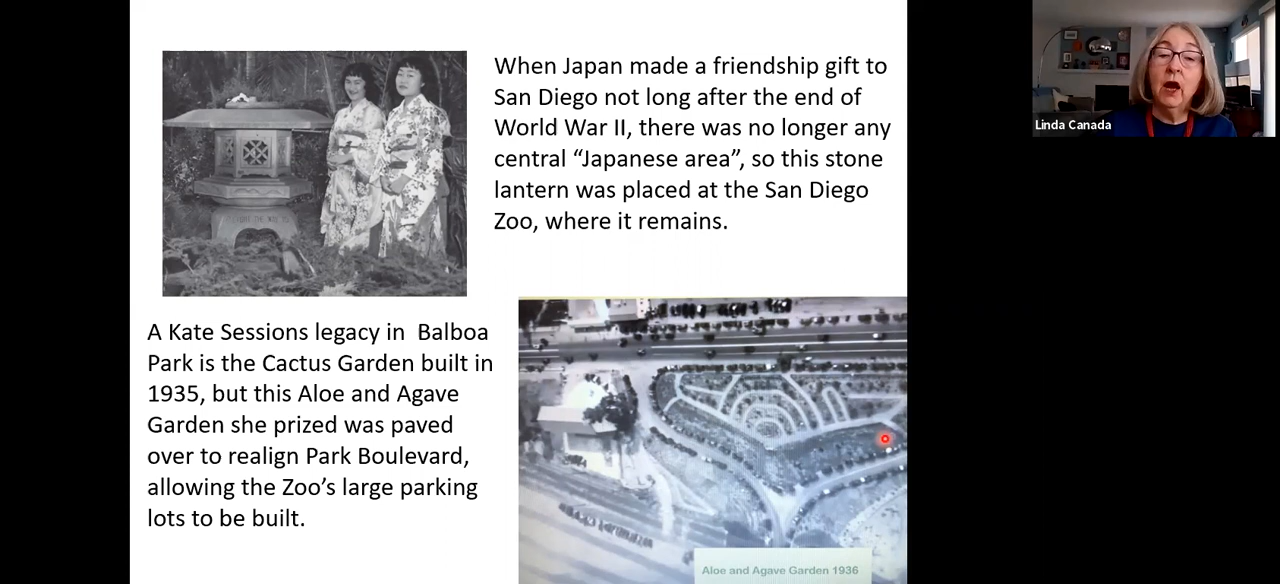 When Japan made a friendship gift to
San Diego not long after the end of
World War II, there was no longer any
central “Japanese area”, so this stone
lantern was placed at the San Diego
Zoo, where it remains.
A Kate Sessions legacy in  Balboa
Park is the Cactus Garden built in
1935, but this Aloe and Agave
Garden she prized was paved
over to realign Park Boulevard,
allowing the Zoo’s large parking
lots to be built.
Aloe and Agave Garden 1936
Linda Canada